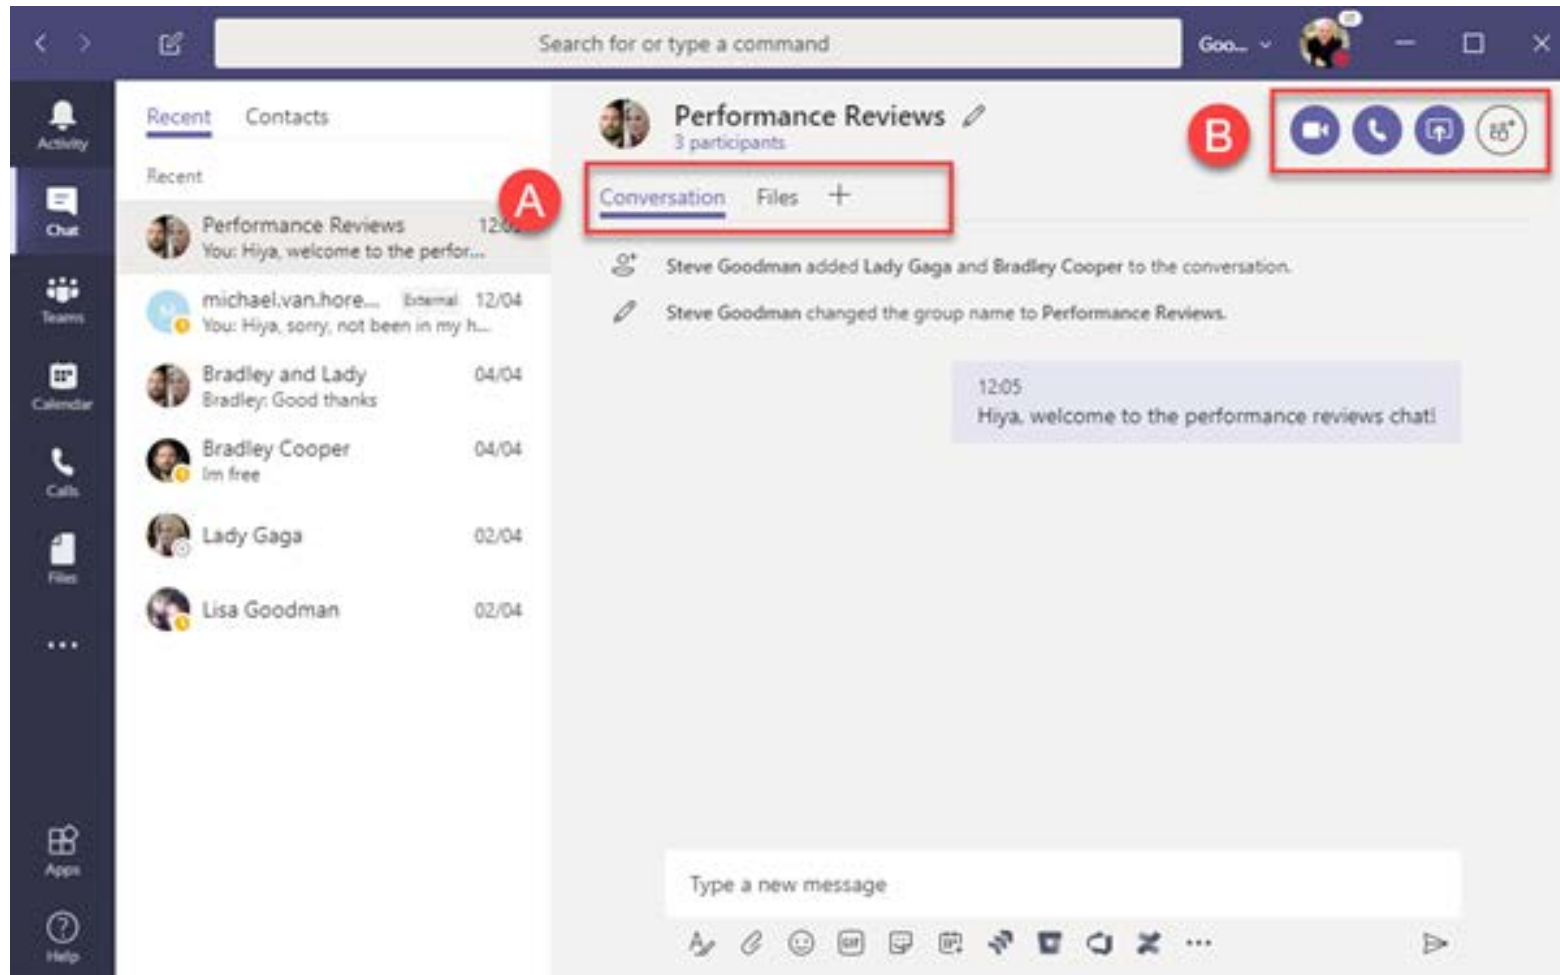 Search for or type a command
Goo...
Activity
Chat
Teams
Calendar
Calls
Files
Apps
Help
Recent Contacts
Recent
Performance Reviews
You: Hiya, welcome to the perfor...
michael.van.hore... External 12/04
You: Hiya, sorry, not been in my h...
Bradley and Lady 04/04
Bradley: Good thanks
Bradley Cooper 04/04
Im free
Lady Gaga 02/04
Lisa Goodman 02/04
Performance Reviews
3 participants
A
B
Conversation Files +
Steve Goodman added Lady Gaga and Bradley Cooper to the conversation.
Steve Goodman changed the group name to Performance Reviews.
12:05
Hiya, welcome to the performance reviews chat!
Type a new message
GIF